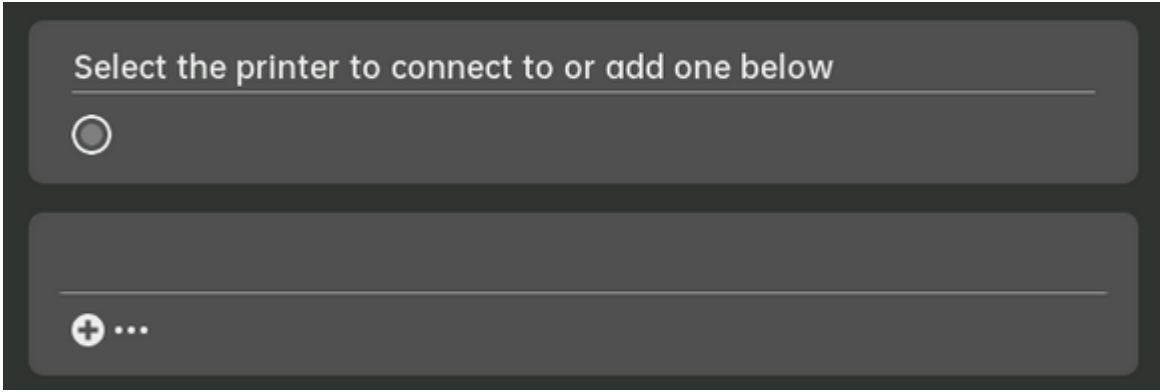 Select the printer to connect to or add one below
...